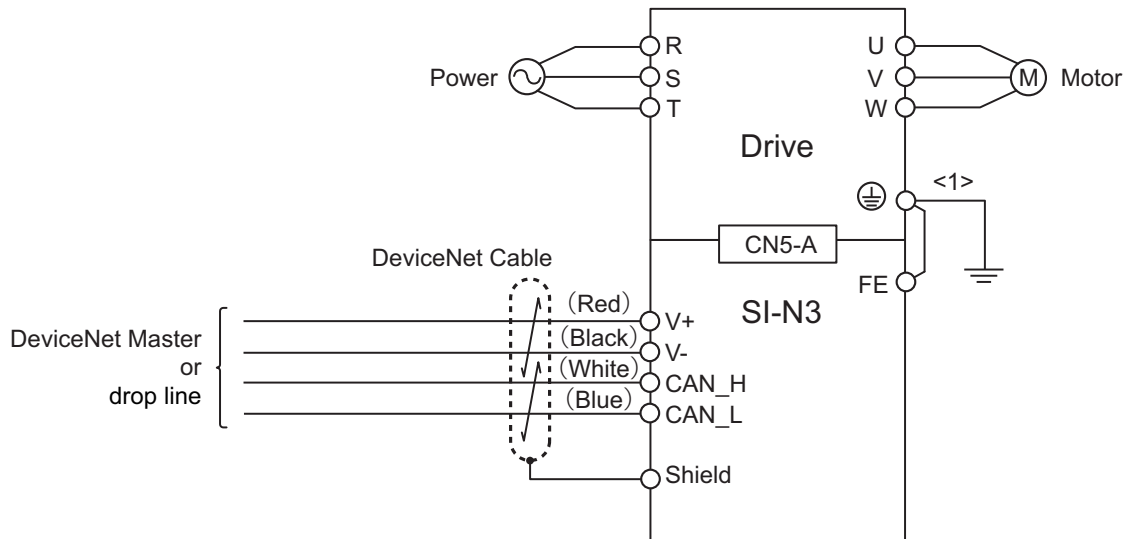 R
S
T
Power
U
V
W
M
Motor
Drive
<1>
CN5-A
FE
SI-N3
DeviceNet Cable
DeviceNet Master
or
drop line
(Red)
V+
(Black)
V-
(White)
CAN_H
(Blue)
CAN_L
Shield